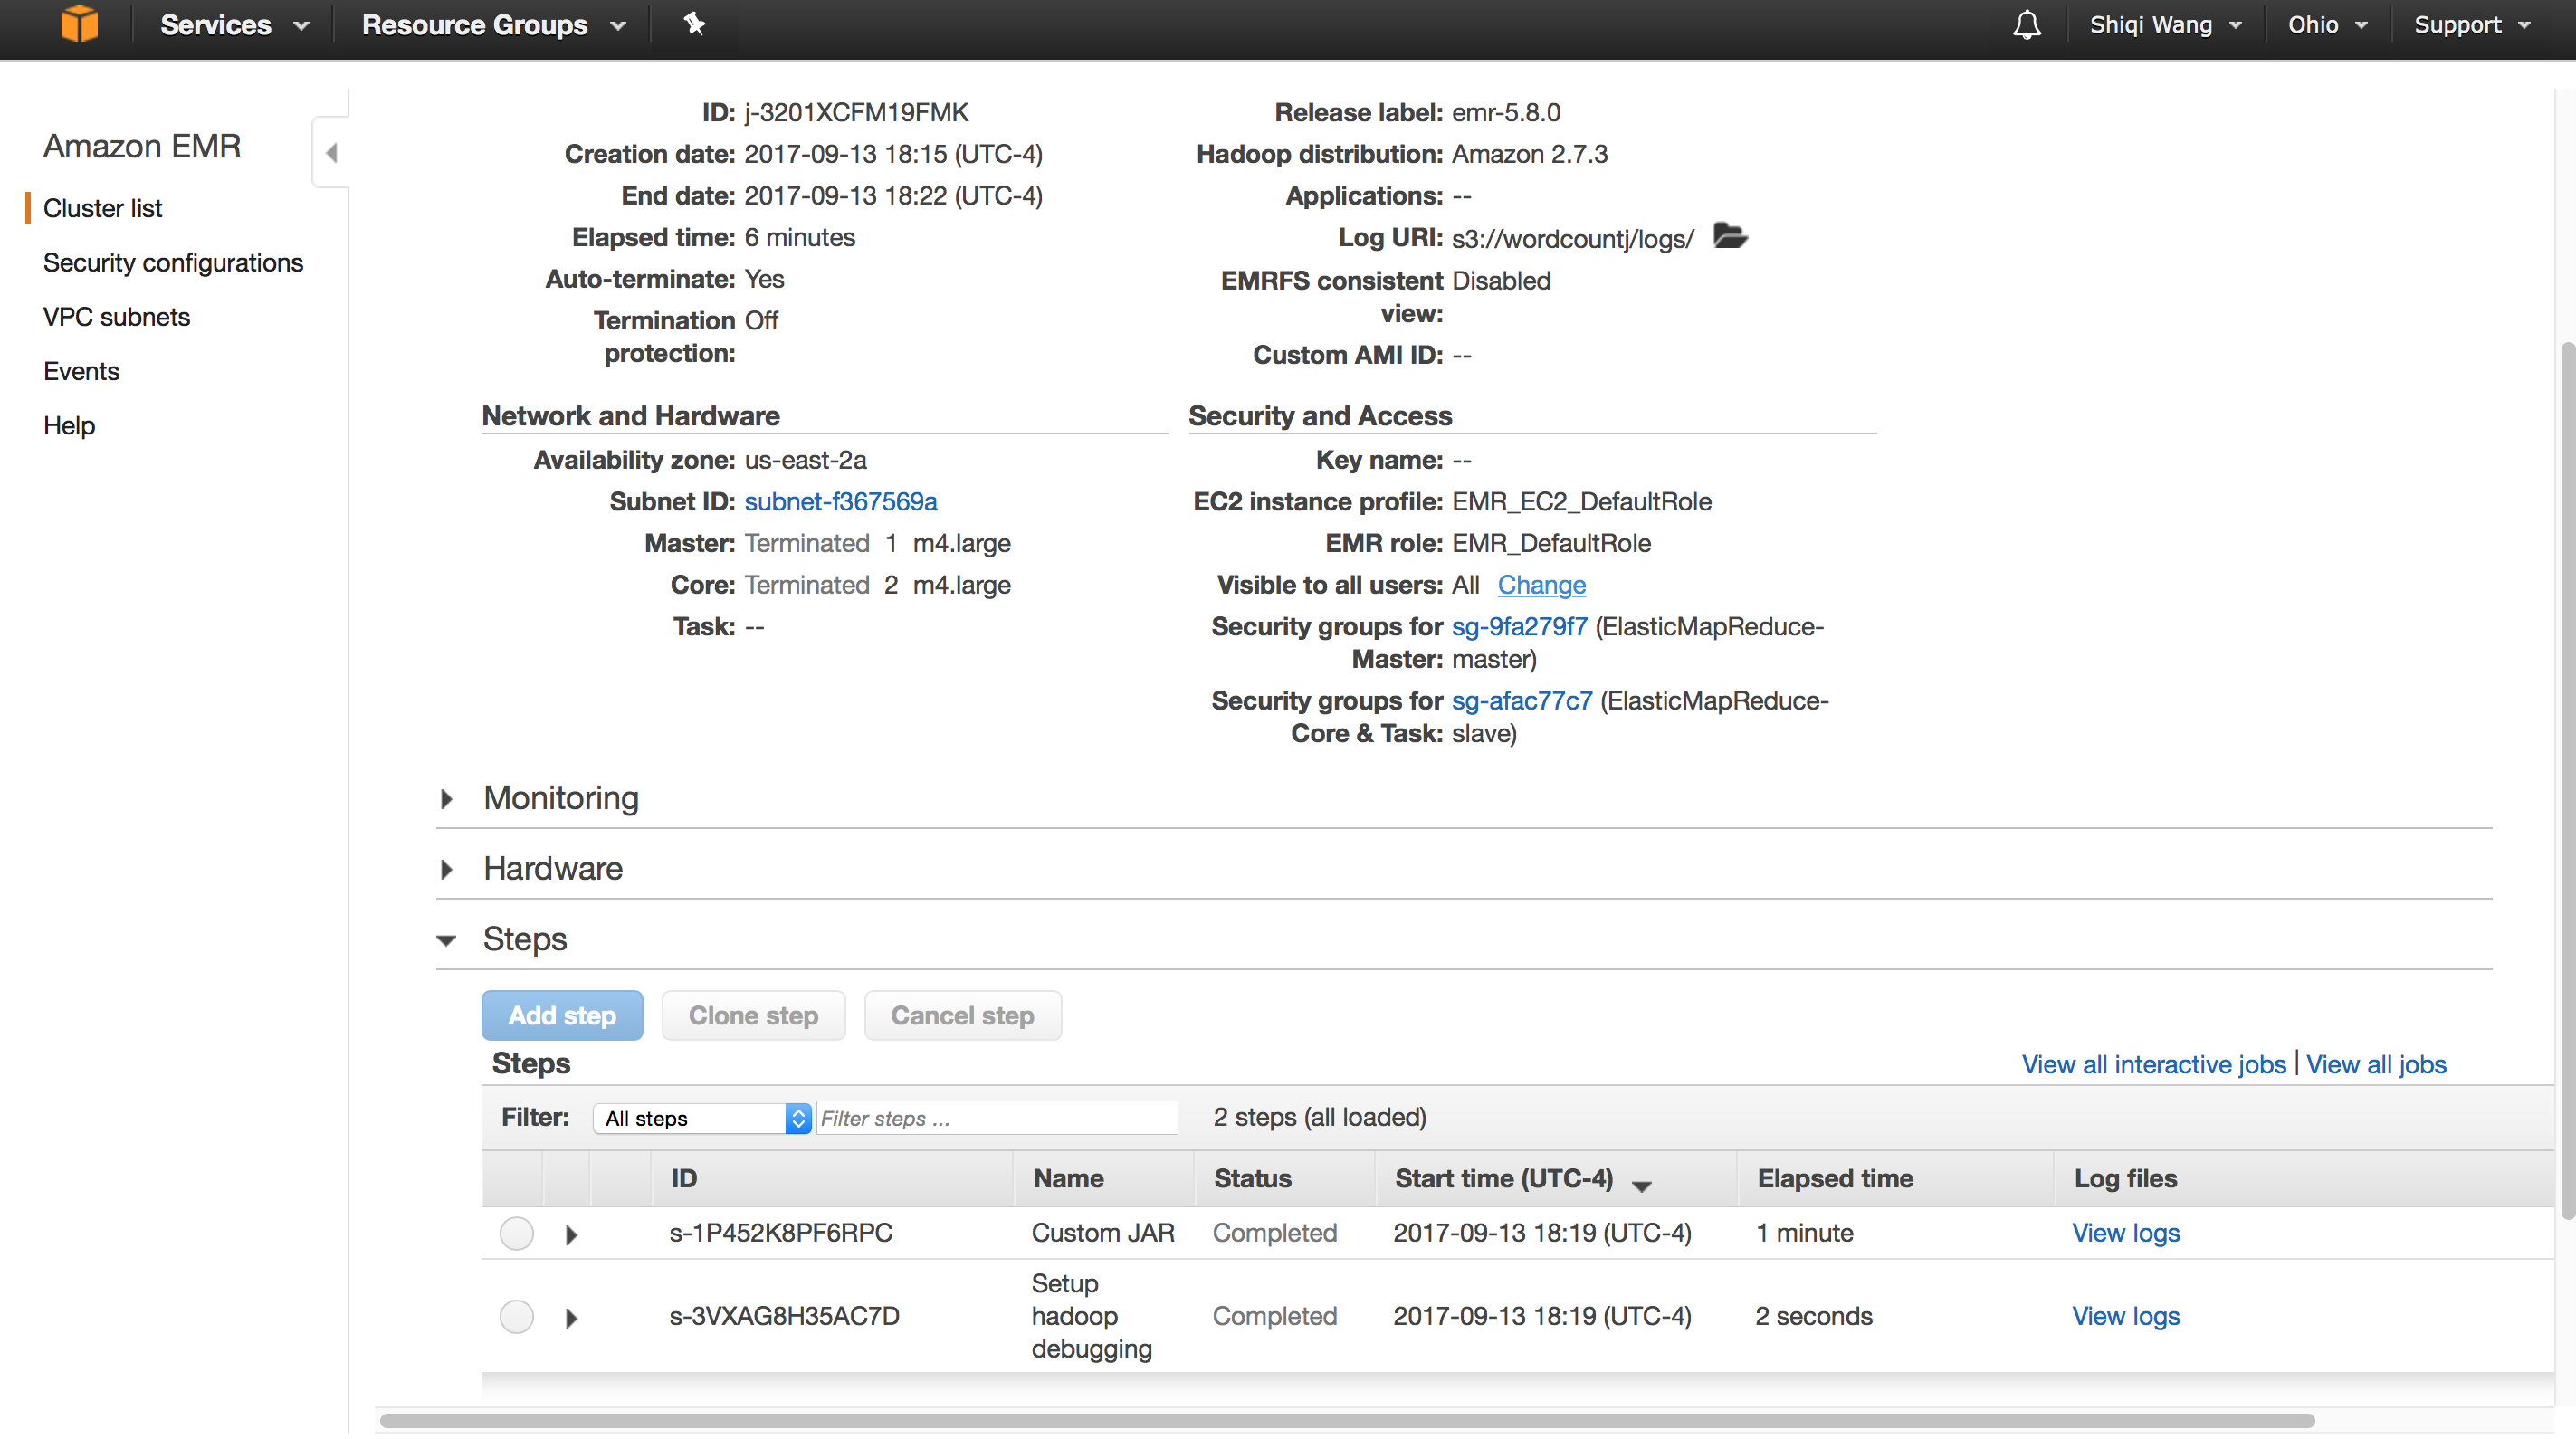 Services Resource Groups Shiqi Wang Ohio Support
Amazon EMR
Cluster list
Security configurations
VPC subnets
Events
Help
ID: j-3201XCFM19FMK
Creation date: 2017-09-13 18:15 (UTC-4)
End date: 2017-09-13 18:22 (UTC-4)
Elapsed time: 6 minutes
Auto-terminate: Yes
Termination Off
protection:
Release label: emr-5.8.0
Hadoop distribution: Amazon 2.7.3
Applications: --
Log URI: s3://wordcountj/logs/
EMRFS consistent Disabled
view:
Custom AMI ID: --
Network and Hardware
Availability zone: us-east-2a
Subnet ID: subnet-f367569a
Master: Terminated 1 m4.large
Core: Terminated 2 m4.large
Task: --
Security and Access
Key name: --
EC2 instance profile: EMR_EC2_DefaultRole
EMR role: EMR_DefaultRole
Visible to all users: All Change
Security groups for sg-9fa279f7 (ElasticMapReduce-
Master: master)
Security groups for sg-afac77c7 (ElasticMapReduce-
Core & Task: slave)
Monitoring
Hardware
Steps
Add step Clone step Cancel step
Steps View all interactive jobs | View all jobs
Filter: All steps Filter steps ... 2 steps (all loaded)
ID Name Status Start time (UTC-4) Elapsed time Log files
s-1P452K8PF6RPC Custom JAR Completed 2017-09-13 18:19 (UTC-4) 1 minute View logs
Setup
s-3VXAG8H35AC7D hadoop Completed 2017-09-13 18:19 (UTC-4) 2 seconds View logs
debugging